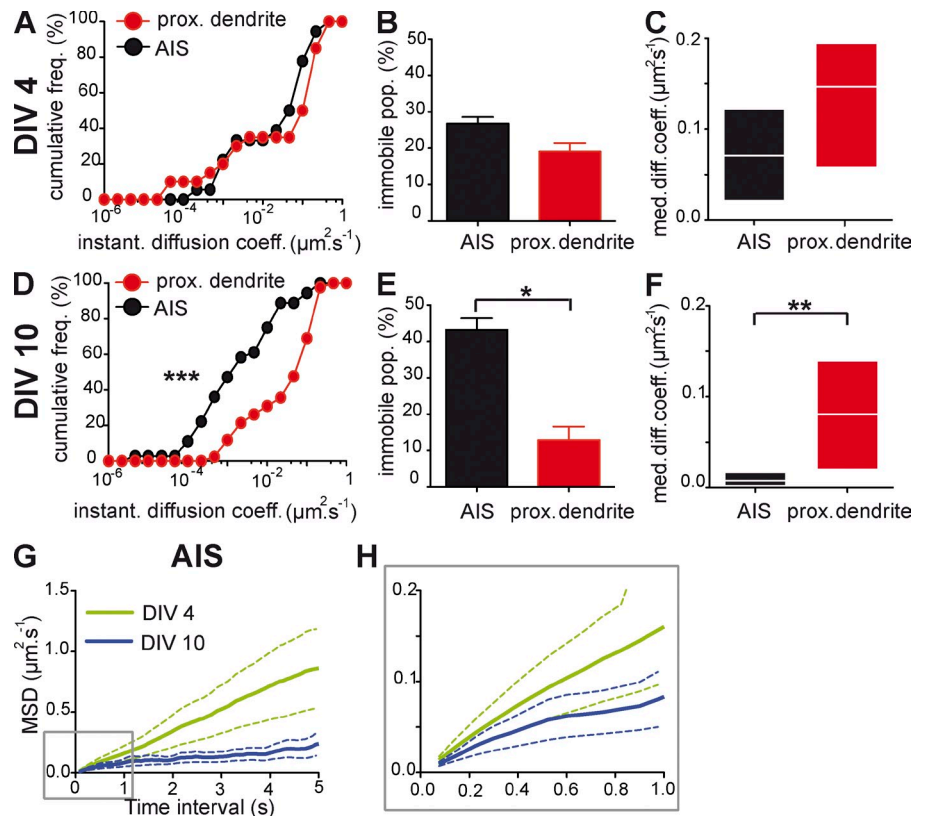 A
prox. dendrite
AIS
DIV 4
cumulative freq. (%)
100
80
60
40
20
0
10⁻⁶ 10⁻⁴ 10⁻² 1
instant. diffusion coeff. (µm².s⁻¹)
B
immobile pop. (%)
50
40
30
20
10
0
AIS prox.dendrite
C
med.diff.coeff.(µm².s⁻¹)
0.2
0.1
0.0
AIS prox.dendrite
D
prox. dendrite
AIS
DIV 10
cumulative freq. (%)
100
80
60
40
20
0
***
10⁻⁶ 10⁻⁴ 10⁻² 1
instant. diffusion coeff. (µm².s⁻¹)
E
immobile pop. (%)
50
40
30
20
10
0
*
AIS prox.dendrite
F
med.diff.coeff.(µm².s⁻¹)
0.2
0.1
0.0
**
AIS prox.dendrite
G AIS
MSD (µm².s⁻¹)
1.5
1.0
0.5
0.0
DIV 4
DIV 10
0 1 2 3 4 5
Time interval (s)
H
0.2
0.1
0.0
0.0 0.2 0.4 0.6 0.8 1.0